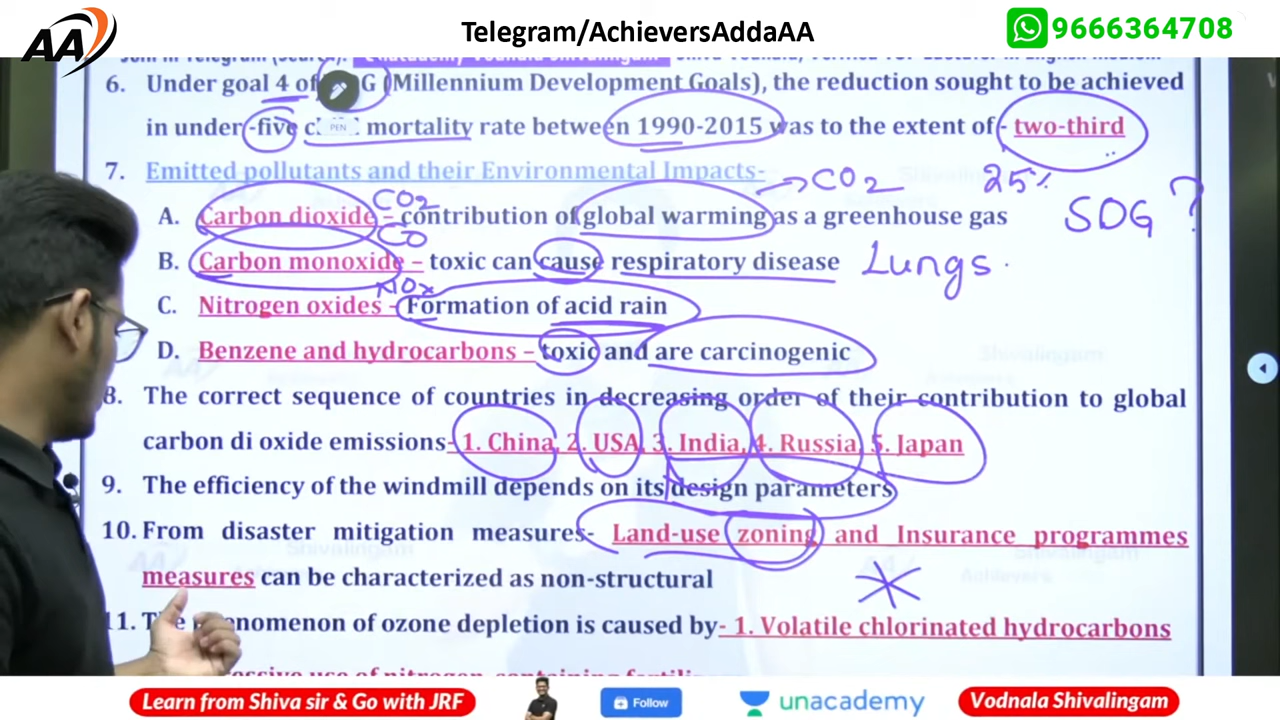 AA
Telegram/AchieversAddaAA
9666364708
6. Under goal 4 of G (Millennium Development Goals), the reduction sought to be achieved
in under -five mortality rate between 1990-2015 was to the extent of- two-third
PEN
7. Emitted pollutants and their Environmental Impacts- → CO2 25%
CO2
A. Carbon dioxide – contribution of global warming as a greenhouse gas SDG ?
CO
B. Carbon monoxide – toxic can cause respiratory disease Lungs.
NOx
C. Nitrogen oxides - Formation of acid rain
D. Benzene and hydrocarbons – toxic and are carcinogenic
8. The correct sequence of countries in decreasing order of their contribution to global
carbon di oxide emissions- 1. China, 2. USA, 3. India, 4. Russia, 5. Japan
9. The efficiency of the windmill depends on its design parameters
10. From disaster mitigation measures- Land-use zoning and Insurance programmes
measures can be characterized as non-structural
11. The phenomenon of ozone depletion is caused by- 1. Volatile chlorinated hydrocarbons
Learn from Shiva sir & Go with JRF
Follow
unacademy
Vodnala Shivalingam